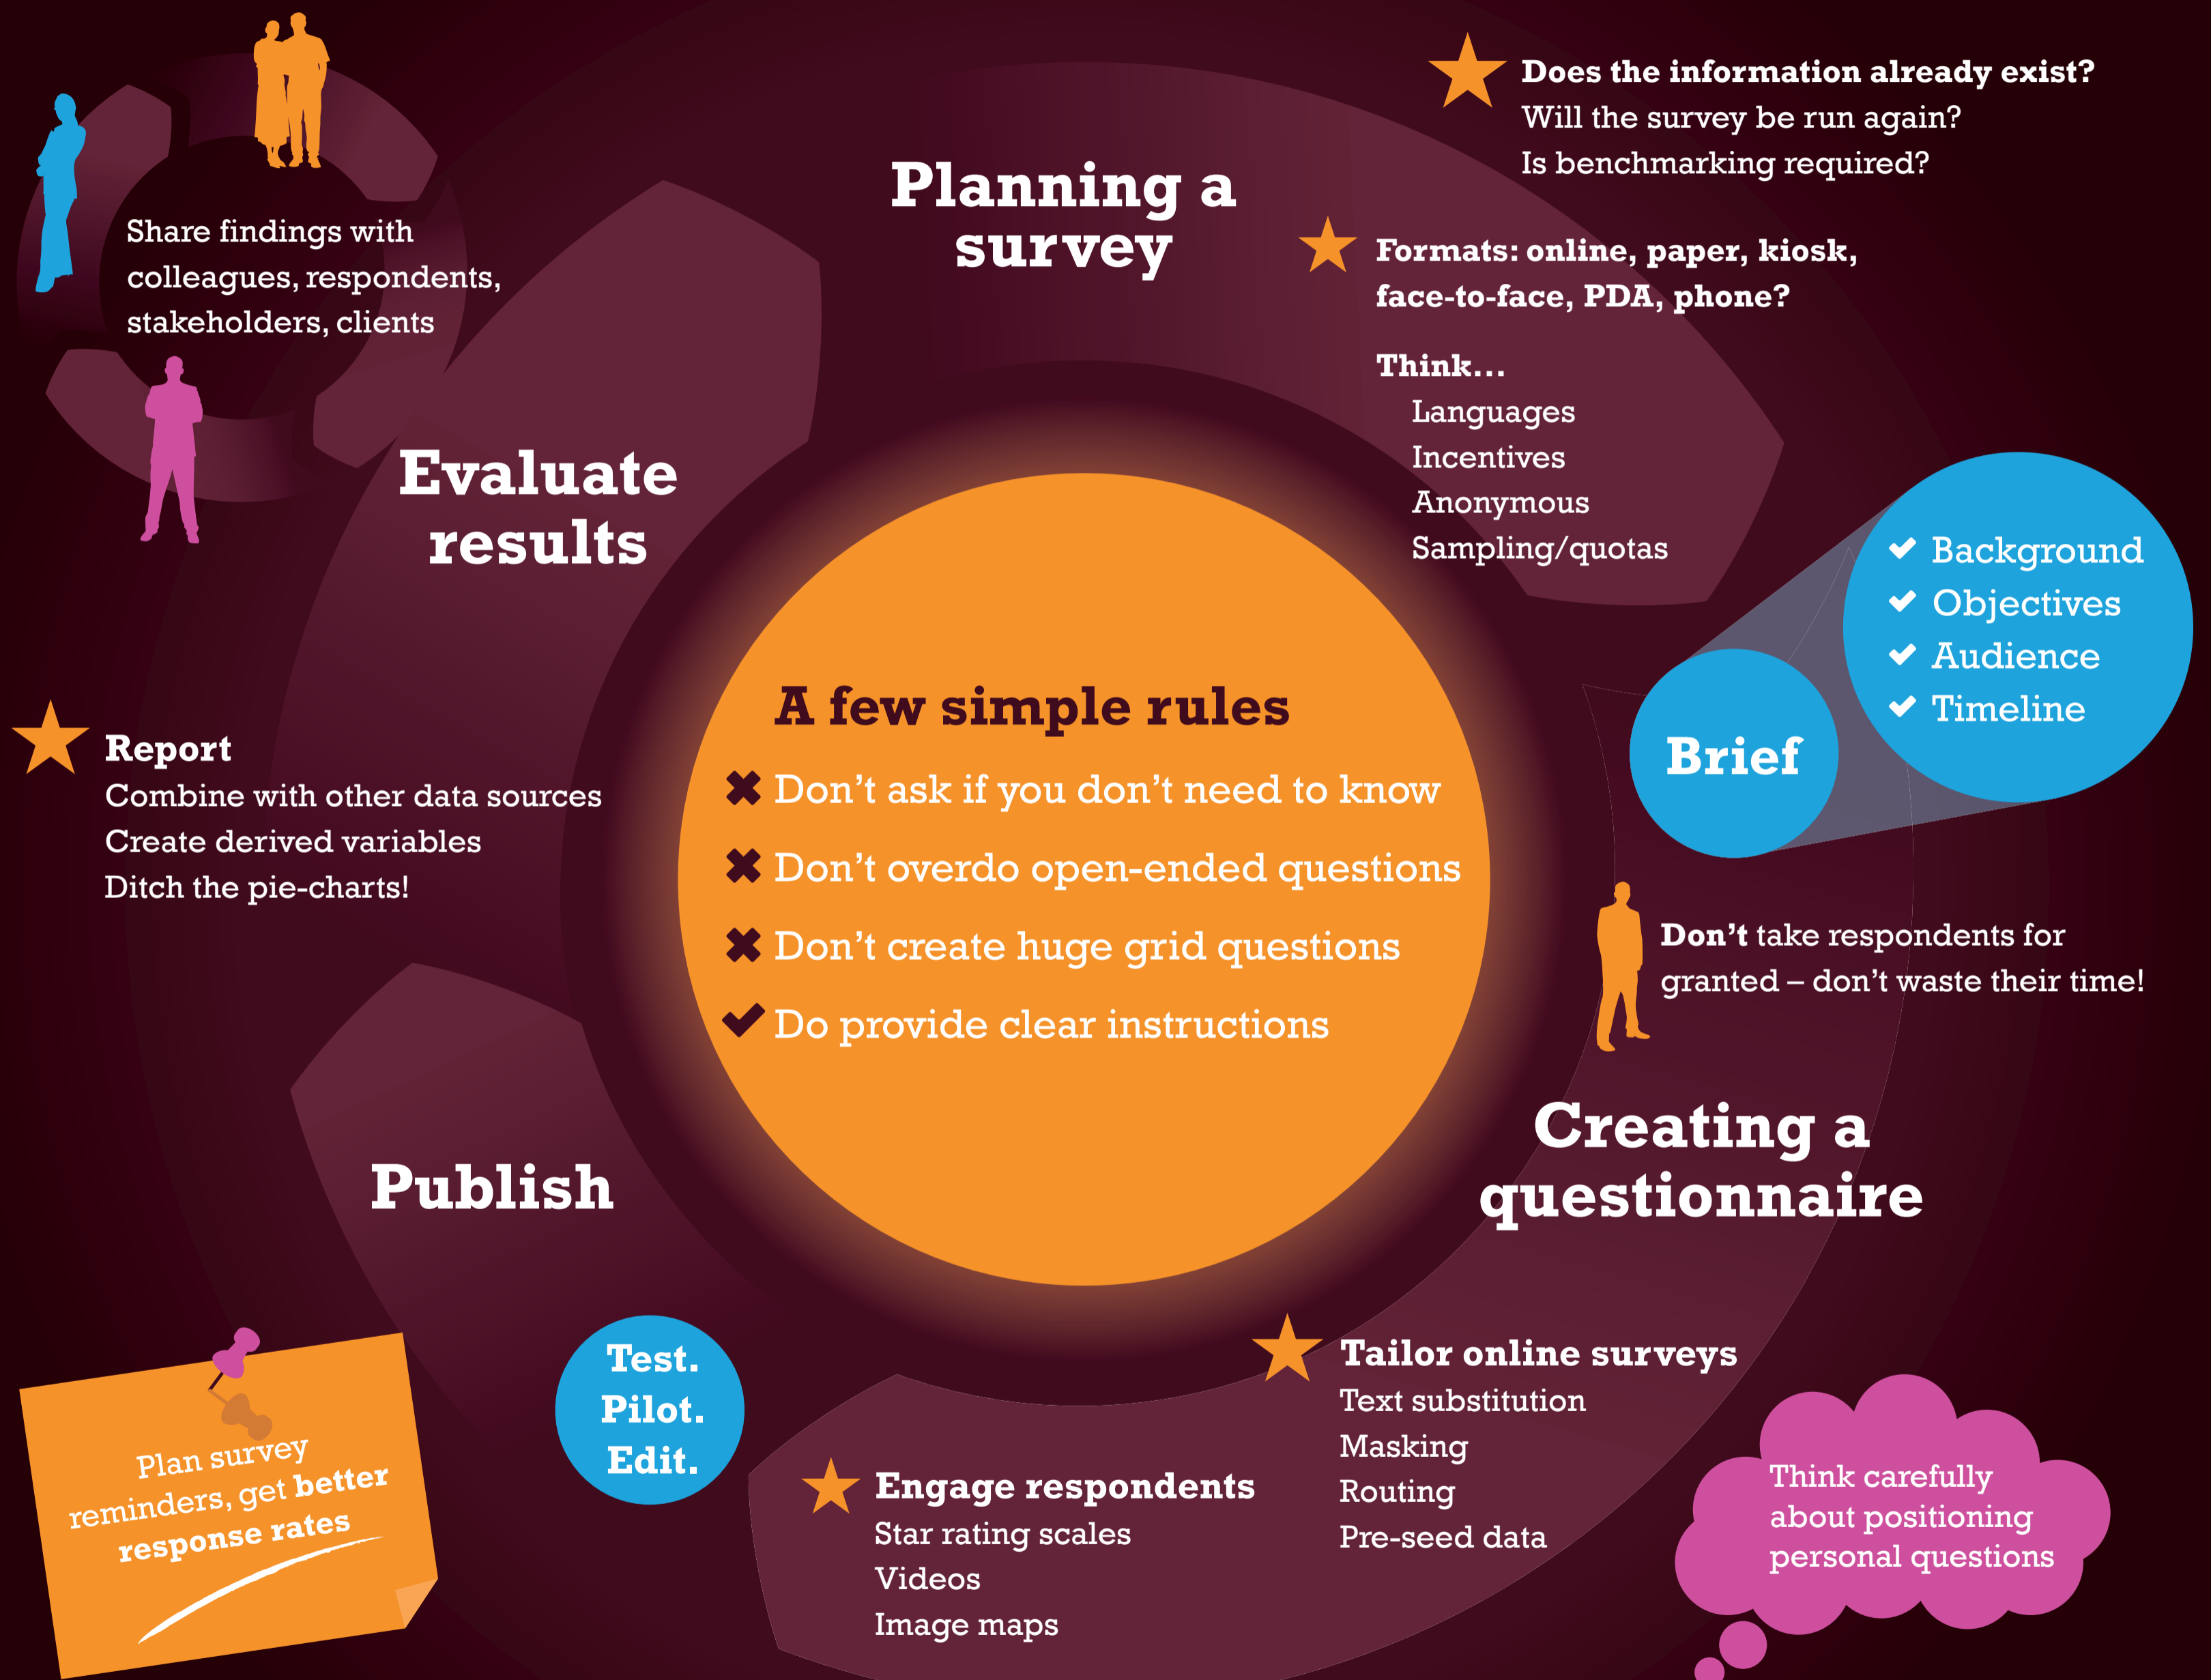 Planning a
survey
Does the information already exist?
Will the survey be run again?
Is benchmarking required?
Formats: online, paper, kiosk,
face-to-face, PDA, phone?
Think...
Languages
Incentives
Anonymous
Sampling/quotas
Brief
Background
Objectives
Audience
Timeline
Don’t take respondents for
granted – don’t waste their time!
Creating a
questionnaire
Tailor online surveys
Text substitution
Masking
Routing
Pre-seed data
Think carefully
about positioning
personal questions
Engage respondents
Star rating scales
Videos
Image maps
Test.
Pilot.
Edit.
Publish
Plan survey
reminders, get better
response rates
Evaluate
results
Report
Combine with other data sources
Create derived variables
Ditch the pie-charts!
Share findings with
colleagues, respondents,
stakeholders, clients
A few simple rules
Don’t ask if you don’t need to know
Don’t overdo open-ended questions
Don’t create huge grid questions
Do provide clear instructions